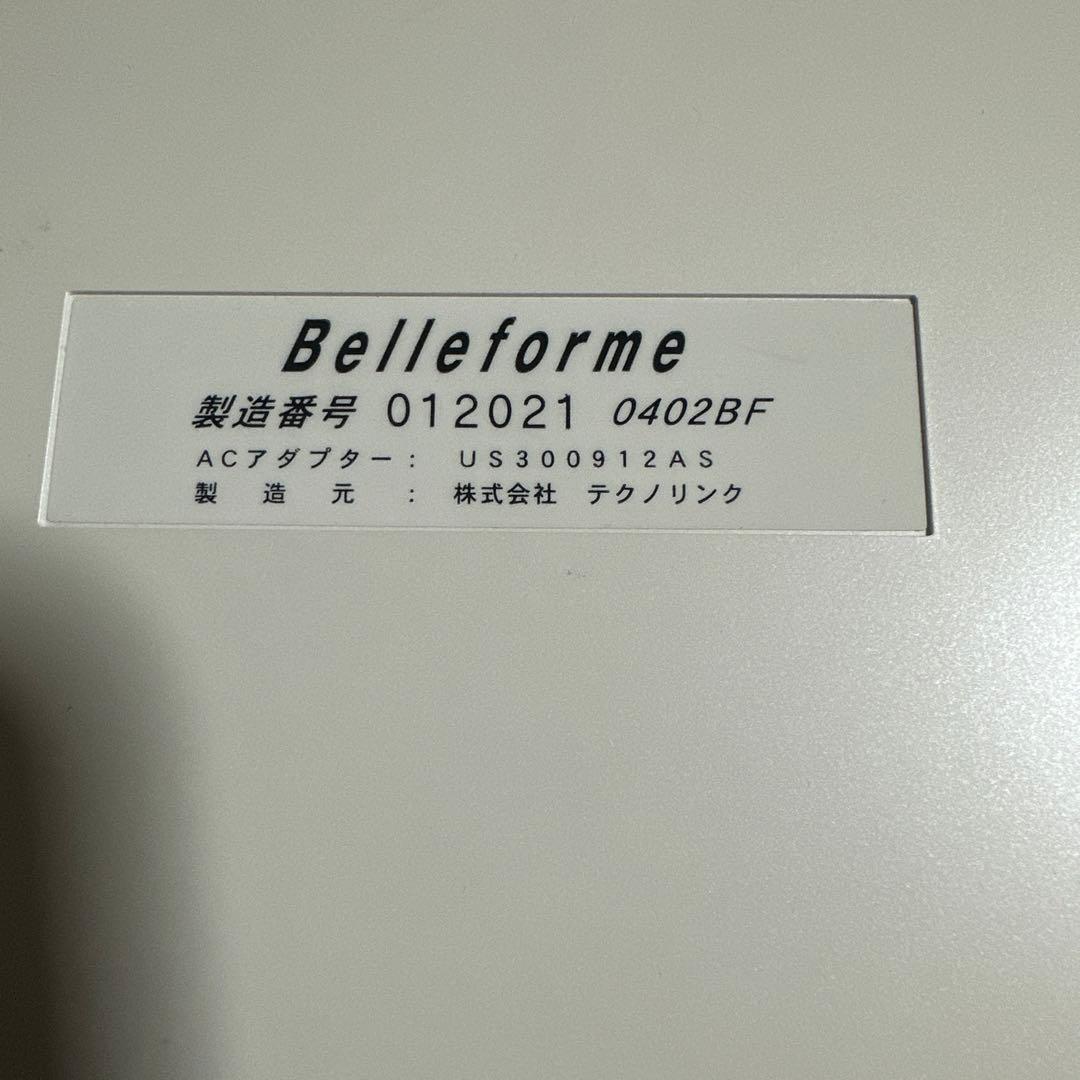 Belleforme
製造番号 012021 0402BF
ACアダプター： US300912AS
製造元： 株式会社 テクノリンク